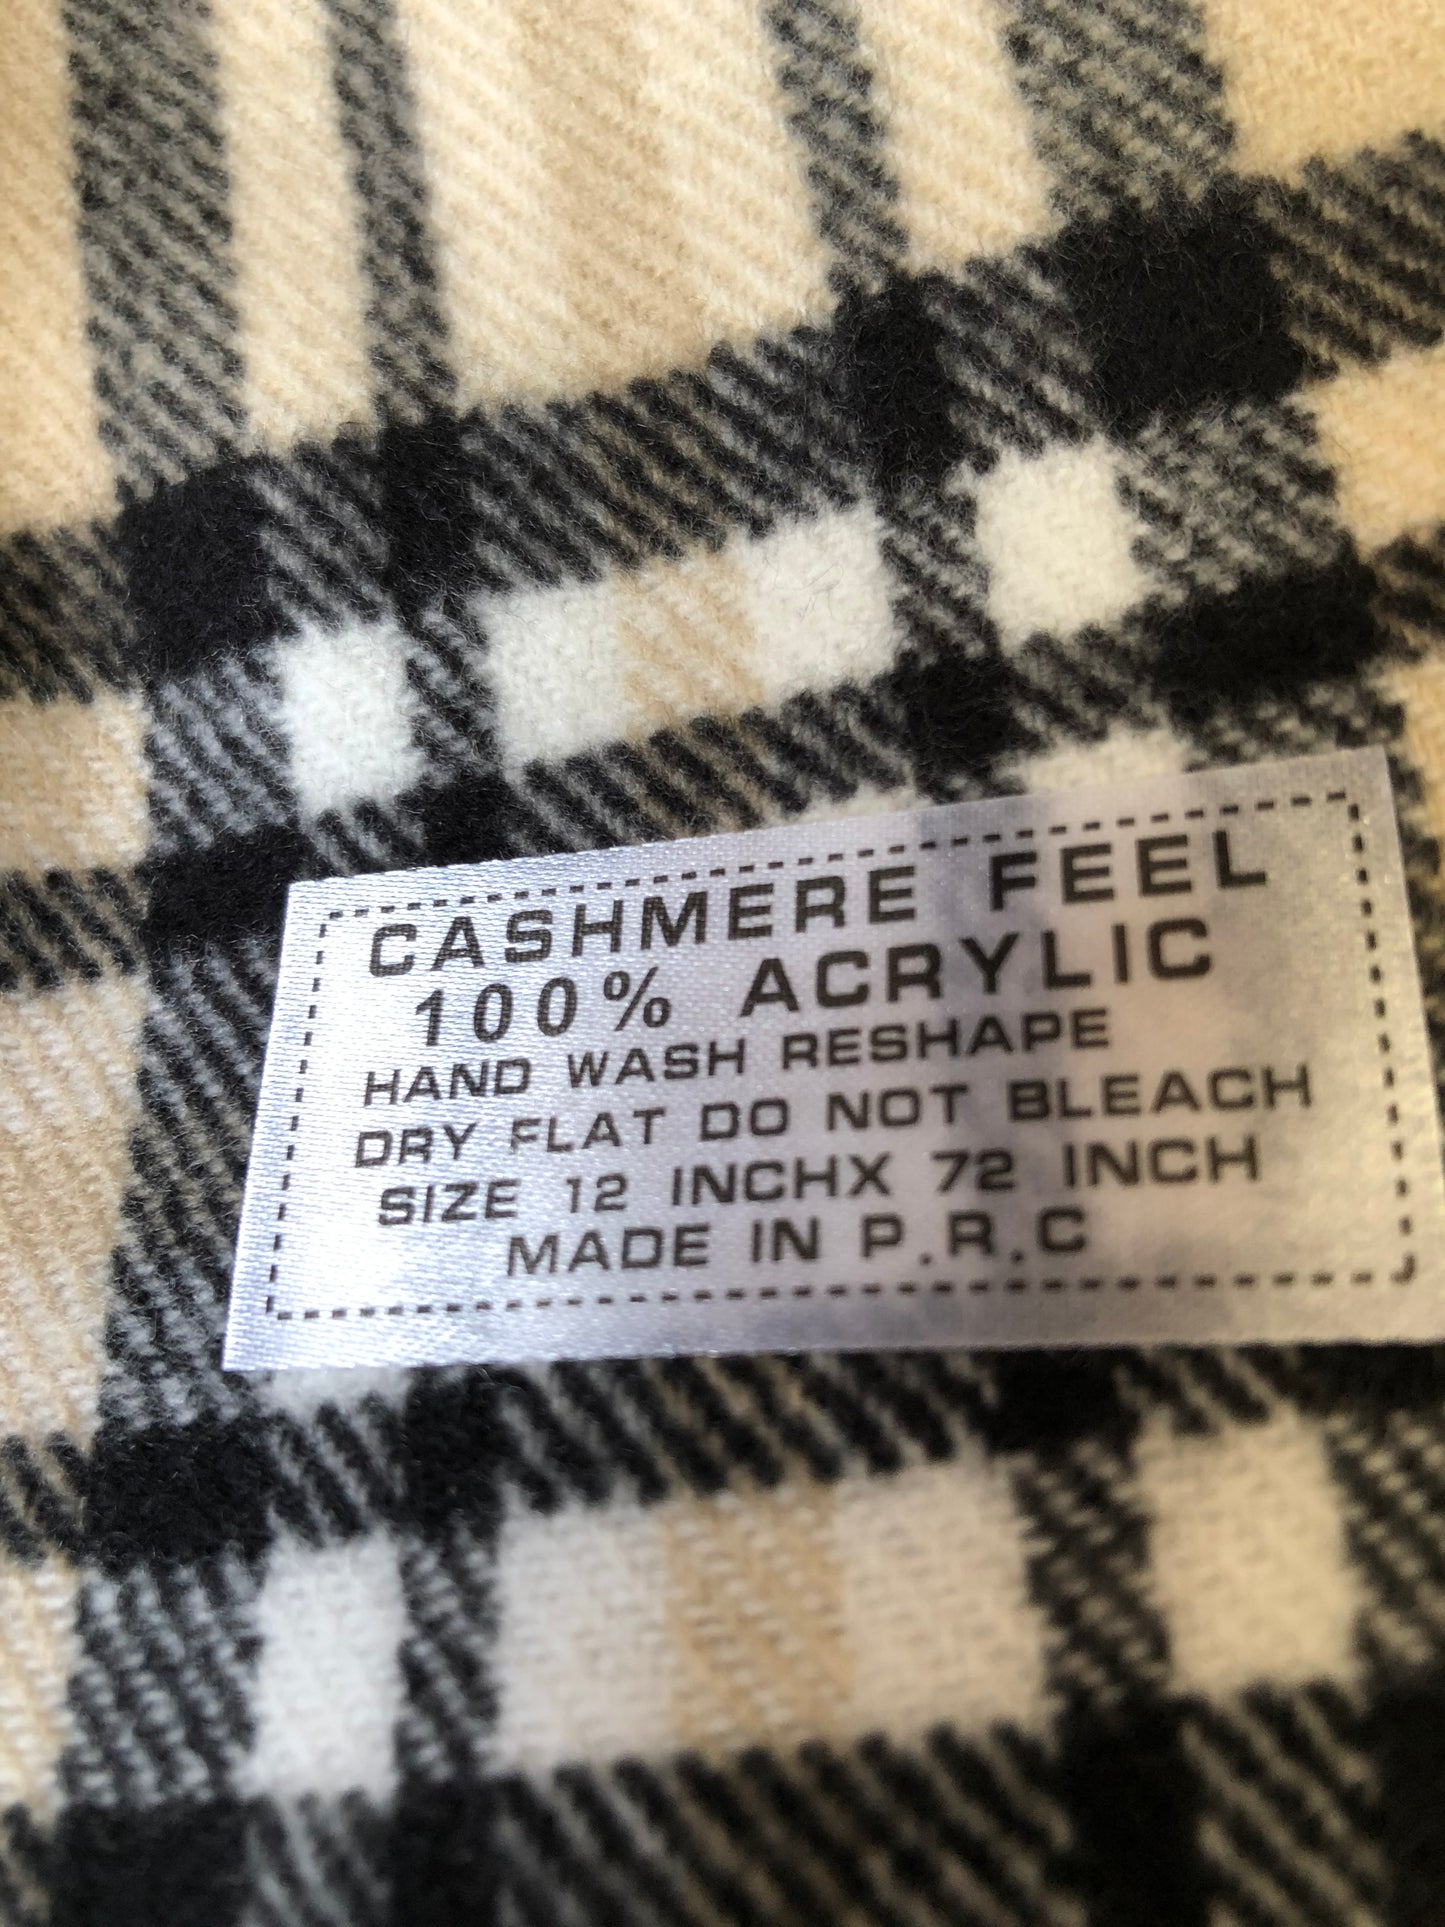 CASHMERE FEEL
100% ACRYLIC
HAND WASH RESHAPE
DRY FLAT DO NOT BLEACH
SIZE 12 INCHX 72 INCH
MADE IN P.R.C